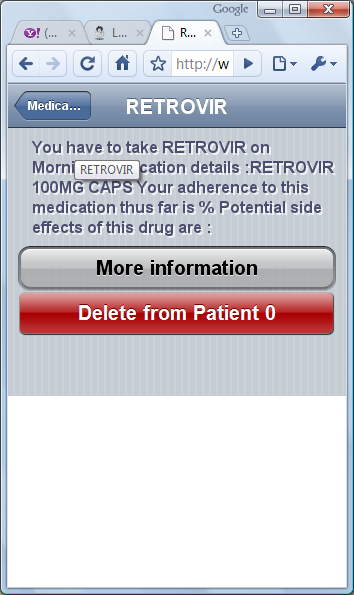 Google
Y! (...
L...
R...
http://w
Medica... RETROVIR
You have to take RETROVIR on
Morni cation details :RETROVIR
RETROVIR
100MG CAPS Your adherence to this
medication thus far is % Potential side
effects of this drug are :
More information
Delete from Patient 0